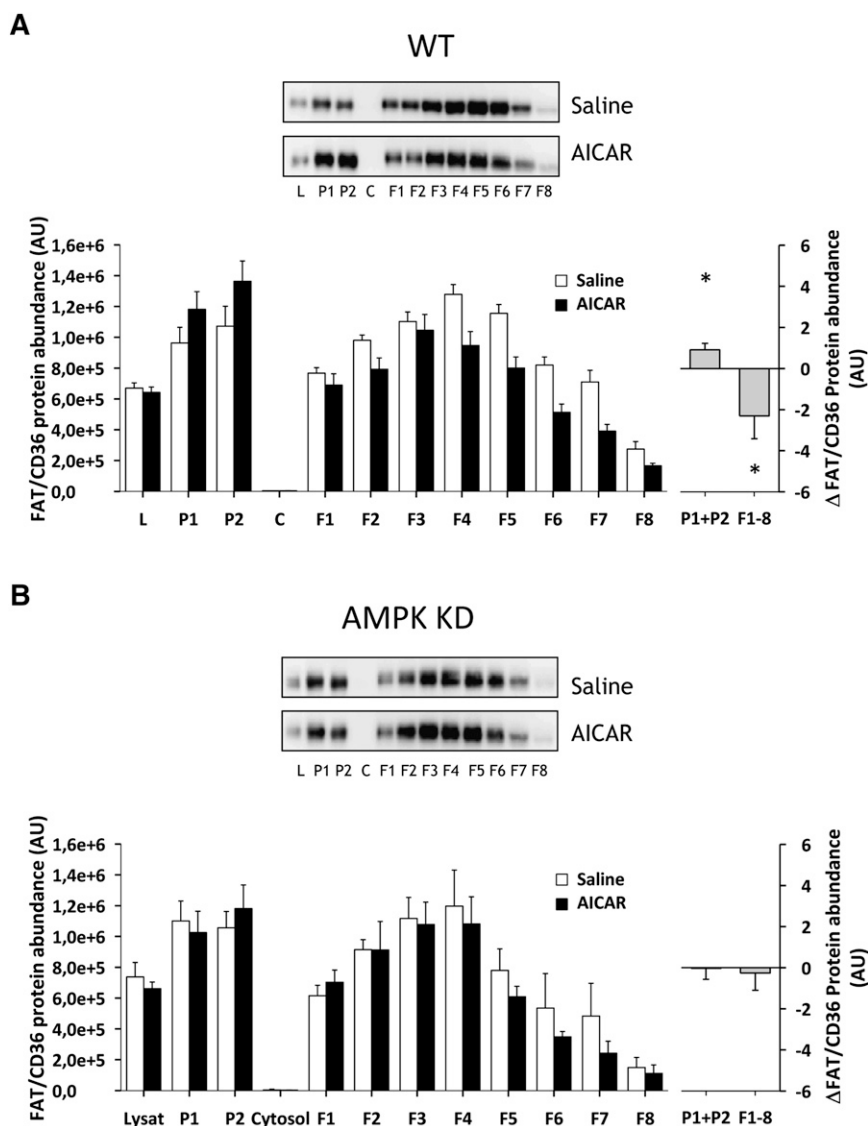 A
WT
Saline
AICAR
L P1 P2 C F1 F2 F3 F4 F5 F6 F7 F8
FAT/CD36 protein abundance (AU)
1,6e+6
1,4e+6
1,2e+6
1,0e+6
8,0e+5
6,0e+5
4,0e+5
2,0e+5
0,0
Saline
AICAR
*
*
6
4
2
0
-2
-4
-6
Δ FAT/CD36 Protein abundance
(AU)
L P1 P2 C F1 F2 F3 F4 F5 F6 F7 F8 P1+P2 F1-8
B
AMPK KD
Saline
AICAR
L P1 P2 C F1 F2 F3 F4 F5 F6 F7 F8
FAT/CD36 protein abundance (AU)
1,6e+6
1,4e+6
1,2e+6
1,0e+6
8,0e+5
6,0e+5
4,0e+5
2,0e+5
0,0
Saline
AICAR
6
4
2
0
-2
-4
-6
ΔFAT/CD36 Protein abundance
(AU)
Lysat P1 P2 Cytosol F1 F2 F3 F4 F5 F6 F7 F8 P1+P2 F1-8